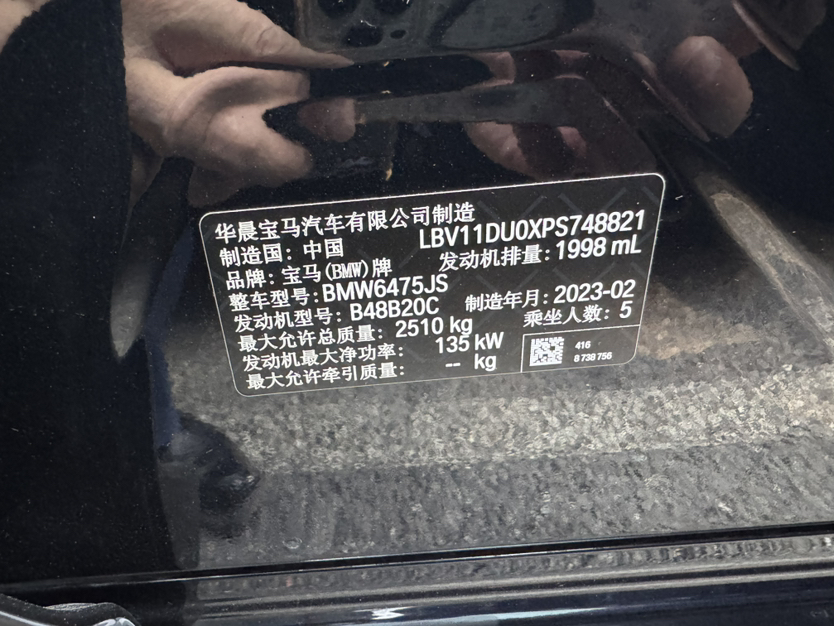 华晨宝马汽车有限公司制造
制造国：中国 LBV11DU0XPS748821
品牌：宝马(BMW)牌 发动机排量：1998 mL
整车型号：BMW6475JS
发动机型号：B48B20C 制造年月：2023-02
最大允许总质量：2510 kg 乘坐人数：5
发动机最大净功率：135 kW
最大允许牵引质量：-- kg
416
8 738 756